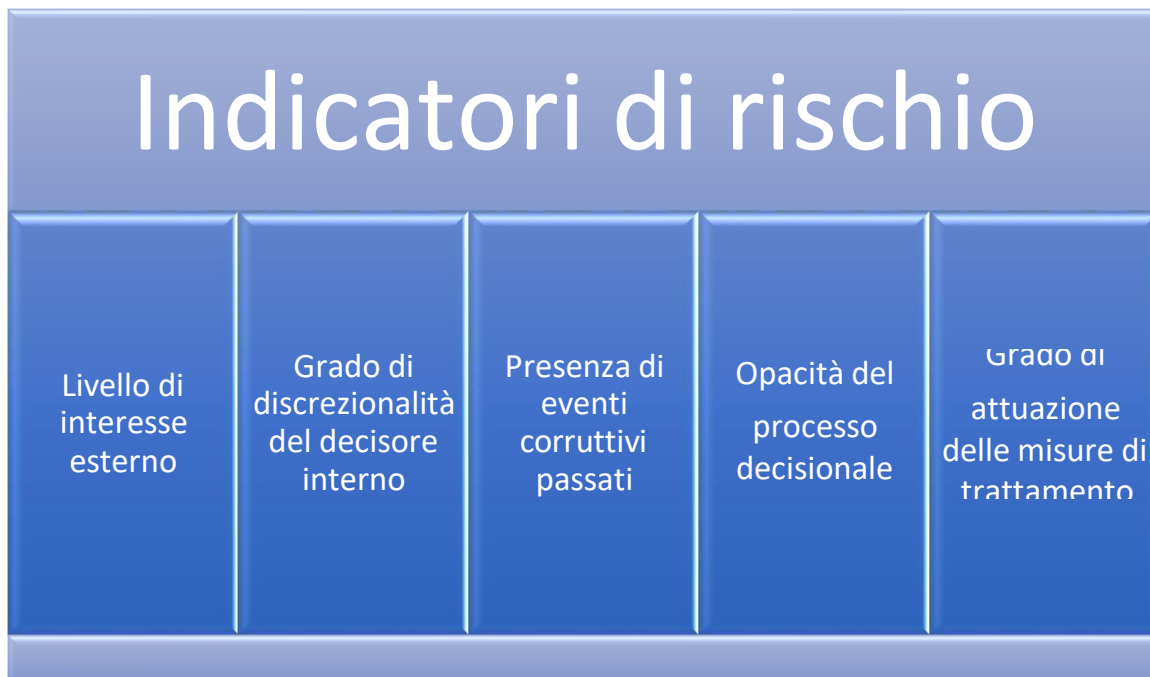 Indicatori di rischio
Livello di
interesse
esterno
Grado di
discrezionalità
del decisore
interno
Presenza di
eventi
corruttivi
passati
Opacità del
processo
decisionale
Grado di
attuazione
delle misure di
trattamento